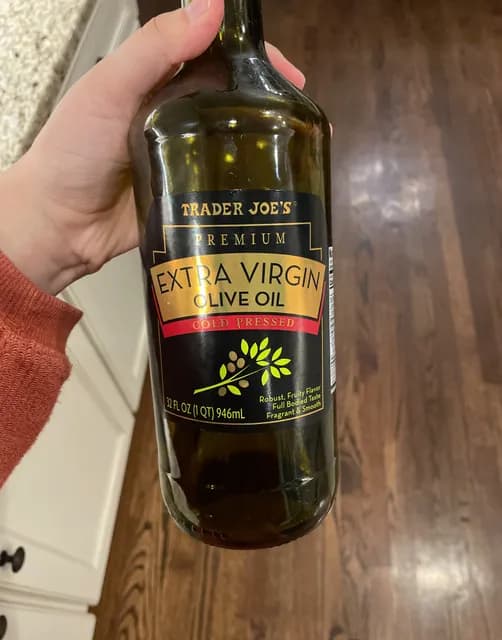 TRADER JOE'S
PREMIUM
EXTRA VIRGIN
OLIVE OIL
COLD PRESSED
32 FL OZ (1 QT) 946mL
Robust, Fruity Flavor
Full Bodied Taste
Fragrant & Smooth